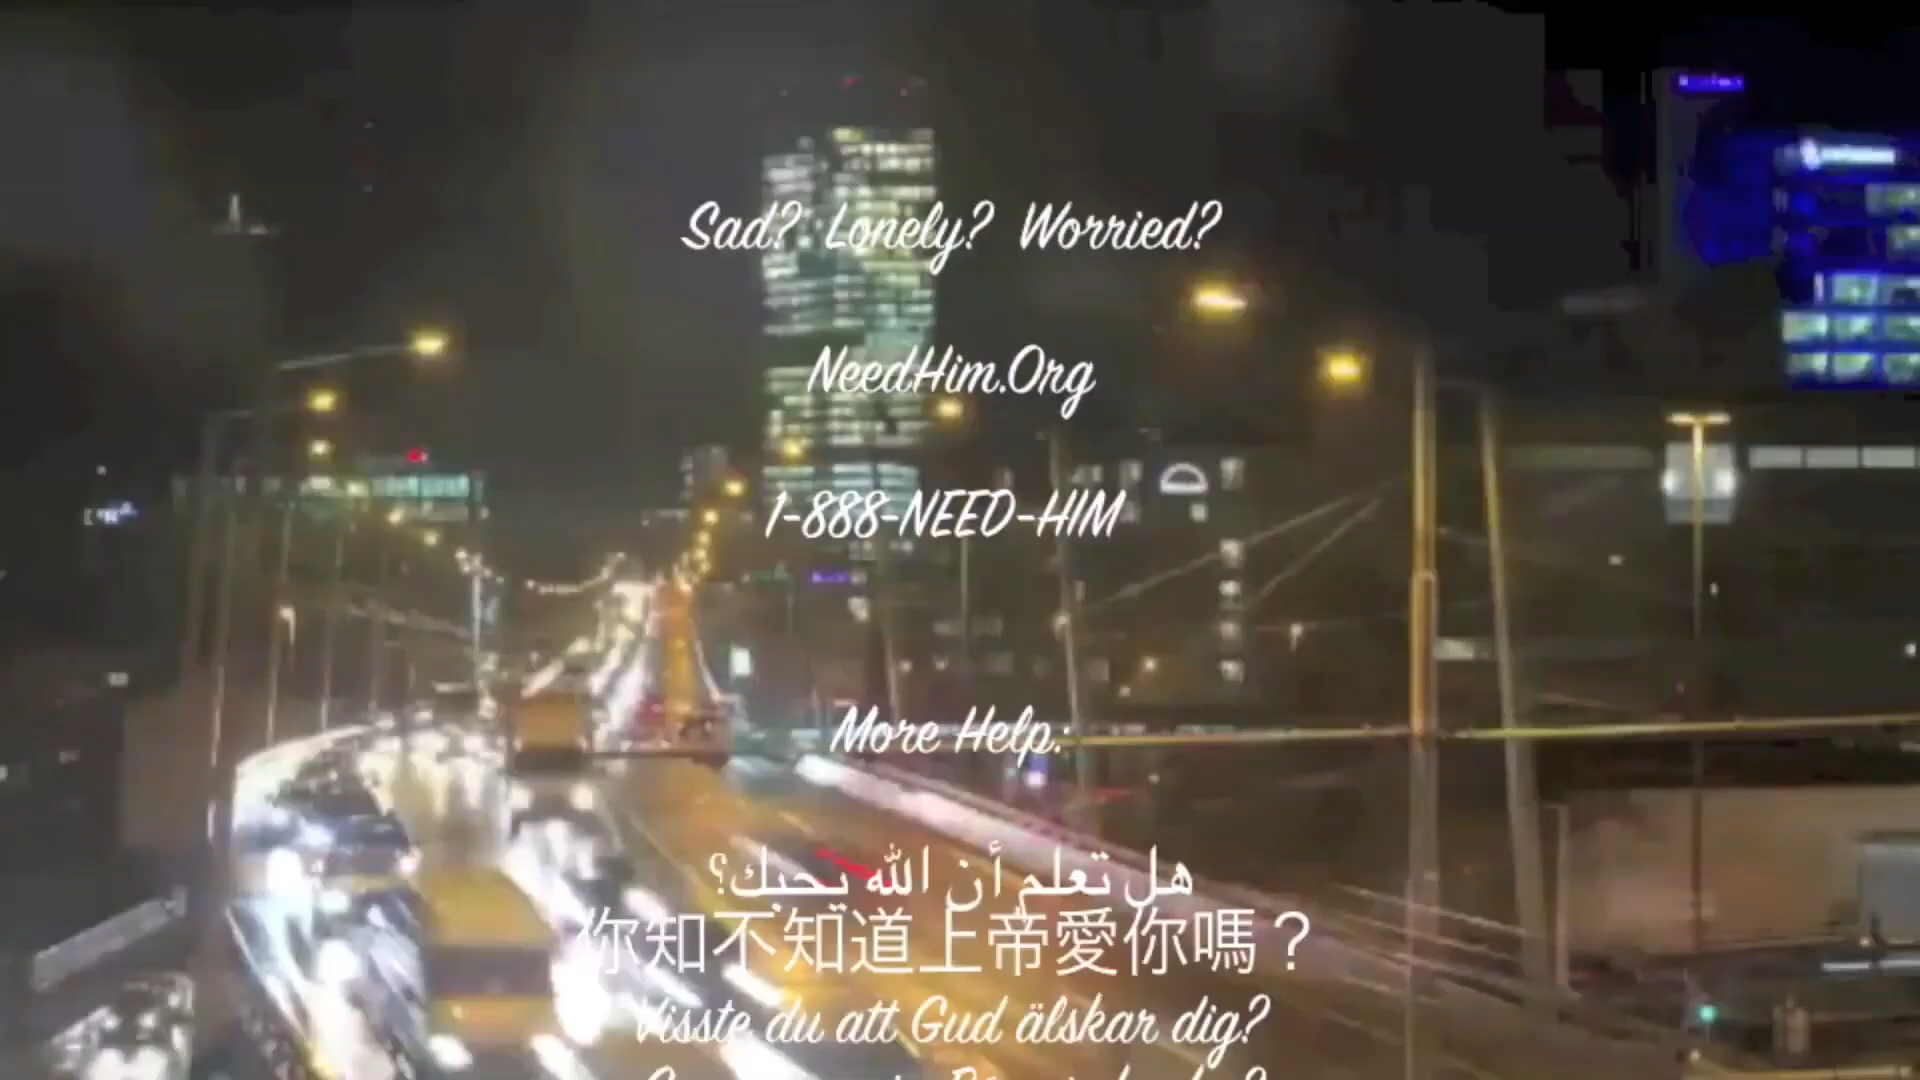 Sad? Lonely? Worried?
NeedHim.Org
1-888-NEED-HIM
More Help:
هل تعلم أن الله يحبك؟
你知不知道上帝愛你嗎？
Visste du att Gud älskar dig?